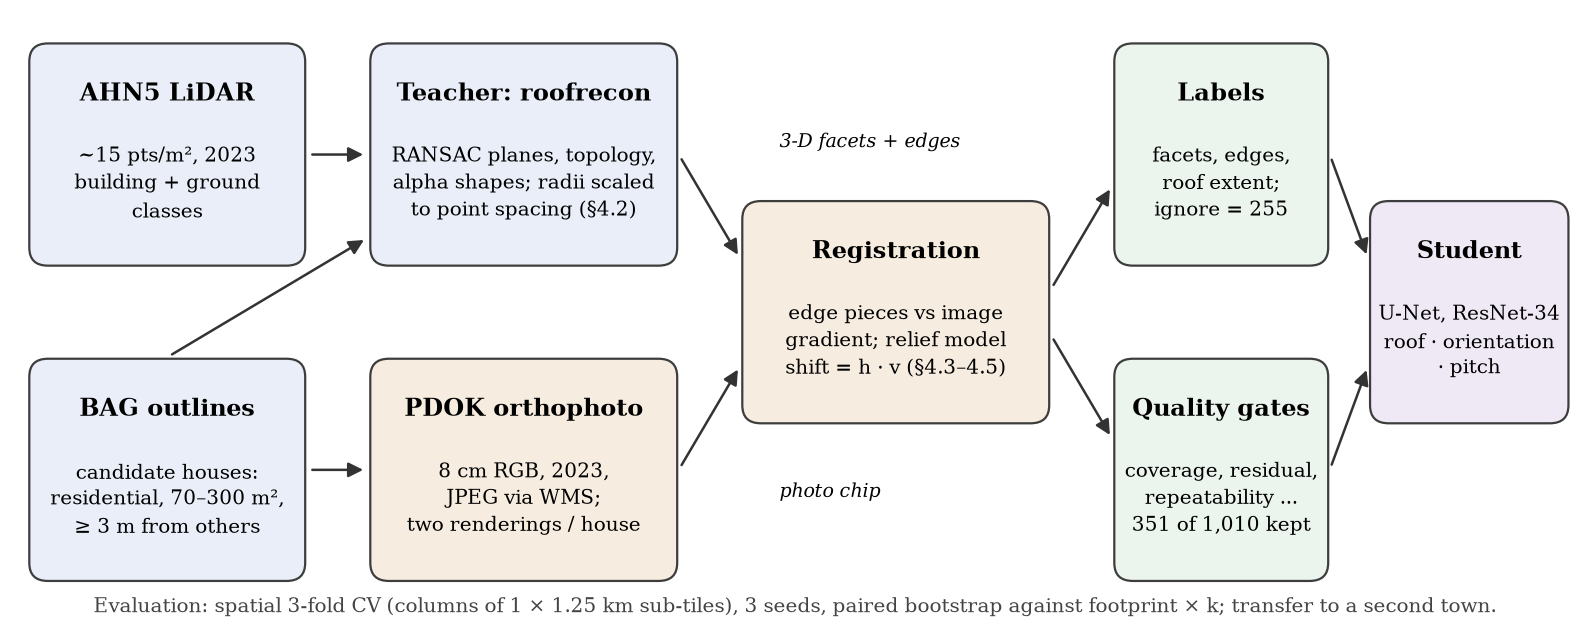 AHN5 LiDAR
~15 pts/m², 2023
building + ground
classes
Teacher: roofrecon
RANSAC planes, topology,
alpha shapes; radii scaled
to point spacing (§4.2)
3-D facets + edges
BAG outlines
candidate houses:
residential, 70–300 m²,
≥ 3 m from others
PDOK orthophoto
8 cm RGB, 2023,
JPEG via WMS;
two renderings / house
photo chip
Registration
edge pieces vs image
gradient; relief model
shift = h · v (§4.3–4.5)
Labels
facets, edges,
roof extent;
ignore = 255
Quality gates
coverage, residual,
repeatability ...
351 of 1,010 kept
Student
U-Net, ResNet-34
roof · orientation
· pitch
Evaluation: spatial 3-fold CV (columns of 1 × 1.25 km sub-tiles), 3 seeds, paired bootstrap against footprint × k; transfer to a second town.